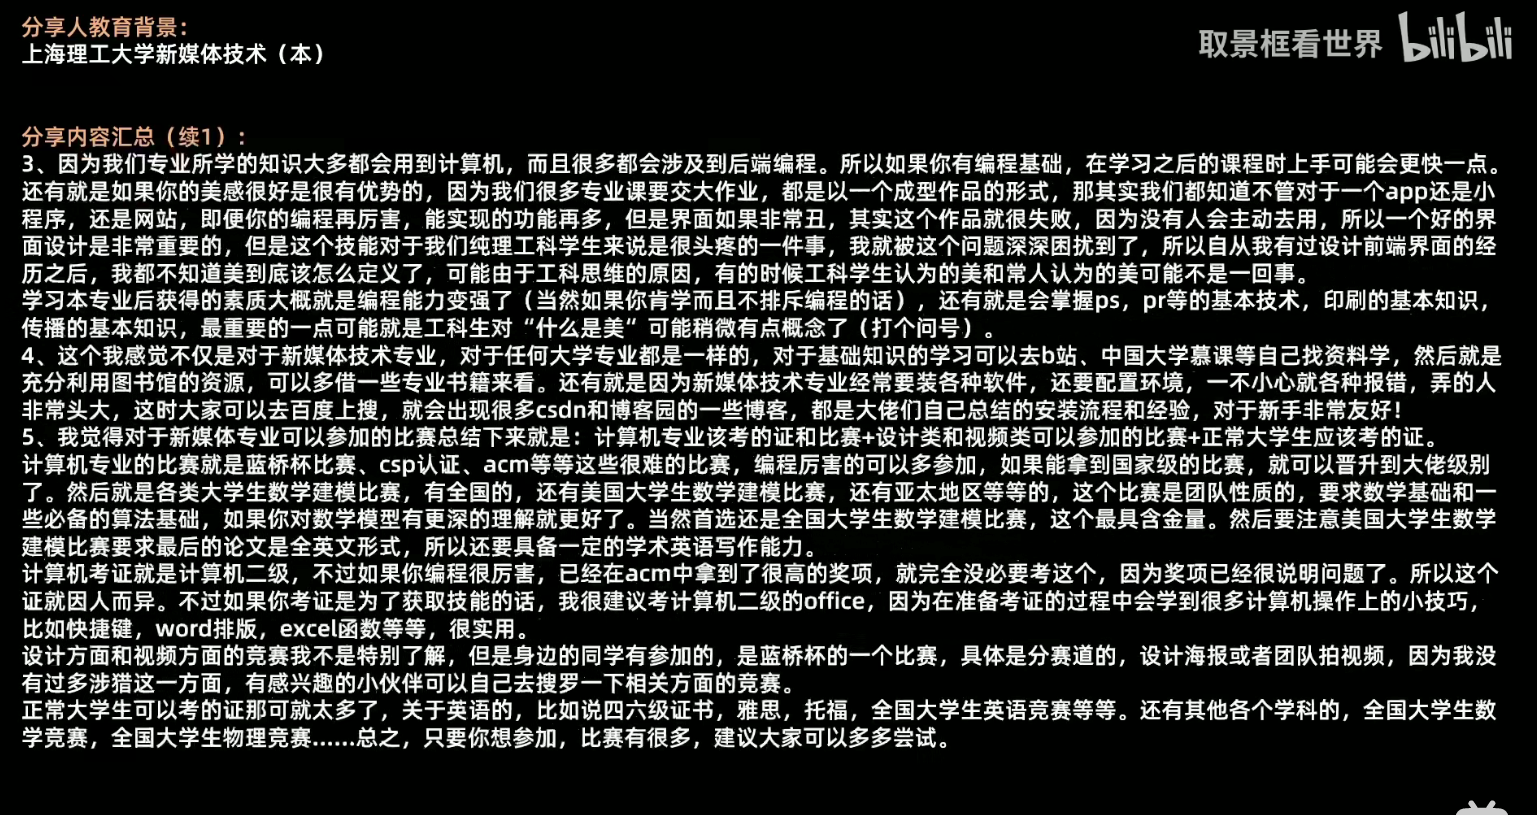 分享人教育背景：
上海理工大学新媒体技术（本）
取景框看世界 bilibili
分享内容汇总（续1）：
3、因为我们专业所学的知识大多都会用到计算机，而且很多都会涉及到后端编程。所以如果你有编程基础，在学习之后的课程时上手可能会更快一点。
还有就是如果你的美感很好是很有优势的，因为我们很多专业课要交大作业，都是以一个成型作品的形式，那其实我们都知道不管对于一个app还是小
程序，还是网站，即便你的编程再厉害，能实现的功能再多，但是界面如果非常丑，其实这个作品就很失败，因为没有人会主动去用，所以一个好的界
面设计是非常重要的，但是这个技能对于我们纯理工科学生来说是很头疼的一件事，我就被这个问题深深困扰到了，所以自从我有过设计前端界面的经
历之后，我都不知道美到底该怎么定义了，可能由于工科思维的原因，有的时候工科学生认为的美和常人认为的美可能不是一回事。
学习本专业后获得的素质大概就是编程能力变强了（当然如果你肯学而且不排斥编程的话），还有就是会掌握ps，pr等的基本技术，印刷的基本知识，
传播的基本知识，最重要的一点可能就是工科生对“什么是美“可能稍微有点概念了（打个问号）。
4、这个我感觉不仅是对于新媒体技术专业，对于任何大学专业都是一样的，对于基础知识的学习可以去b站、中国大学慕课等自己找资料学，然后就是
充分利用图书馆的资源，可以多借一些专业书籍来看。还有就是因为新媒体技术专业经常要装各种软件，还要配置环境，一不小心就各种报错，弄的人
非常头大，这时大家可以去百度上搜，就会出现很多csdn和博客园的一些博客，都是大佬们自己总结的安装流程和经验，对于新手非常友好！
5、我觉得对于新媒体专业可以参加的比赛总结下来就是：计算机专业该考的证和比赛+设计类和视频类可以参加的比赛+正常大学生应该考的证。
计算机专业的比赛就是蓝桥杯比赛、csp认证、acm等等这些很难的比赛，编程厉害的可以多参加，如果能拿到国家级的比赛，就可以晋升到大佬级别
了。然后就是各类大学生数学建模比赛，有全国的，还有美国大学生数学建模比赛，还有亚太地区等等的，这个比赛是团队性质的，要求数学基础和一
些必备的算法基础，如果你对数学模型有更深的理解就更好了。当然首选还是全国大学生数学建模比赛，这个最具含金量。然后要注意美国大学生数学
建模比赛要求最后的论文是全英文形式，所以还要具备一定的学术英语写作能力。
计算机考证就是计算机二级，不过如果你编程很厉害，已经在acm中拿到了很高的奖项，就完全没必要考这个，因为奖项已经很说明问题了。所以这个
证就因人而异。不过如果你考证是为了获取技能的话，我很建议考计算机二级的office，因为在准备考证的过程中会学到很多计算机操作上的小技巧，
比如快捷键，word排版，excel函数等等，很实用。
设计方面和视频方面的竞赛我不是特别了解，但是身边的同学有参加的，是蓝桥杯的一个比赛，具体是分赛道的，设计海报或者团队拍视频，因为我没
有过多涉猎这一方面，有感兴趣的小伙伴可以自己去搜罗一下相关方面的竞赛。
正常大学生可以考的证那可就太多了，关于英语的，比如说四六级证书，雅思，托福，全国大学生英语竞赛等等。还有其他各个学科的，全国大学生数
学竞赛，全国大学生物理竞赛……总之，只要你想参加，比赛有很多，建议大家可以多多尝试。